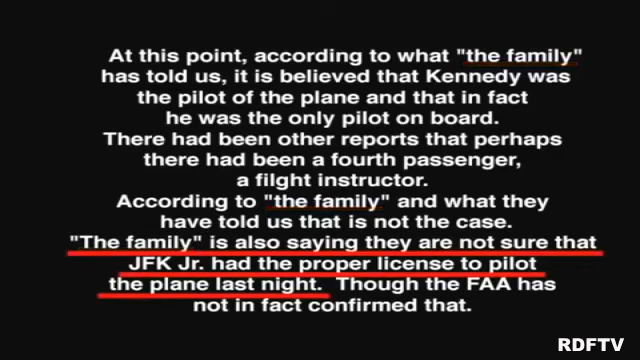 At this point, according to what "the family"
has told us, it is believed that Kennedy was
the pilot of the plane and that in fact
he was the only pilot on board.
There had been other reports that perhaps
there had been a fourth passenger,
a filght instructor.
According to "the family" and what they
have told us that is not the case.
"The family" is also saying they are not sure that
JFK Jr. had the proper license to pilot
the plane last night. Though the FAA has
not in fact confirmed that.
RDFTV